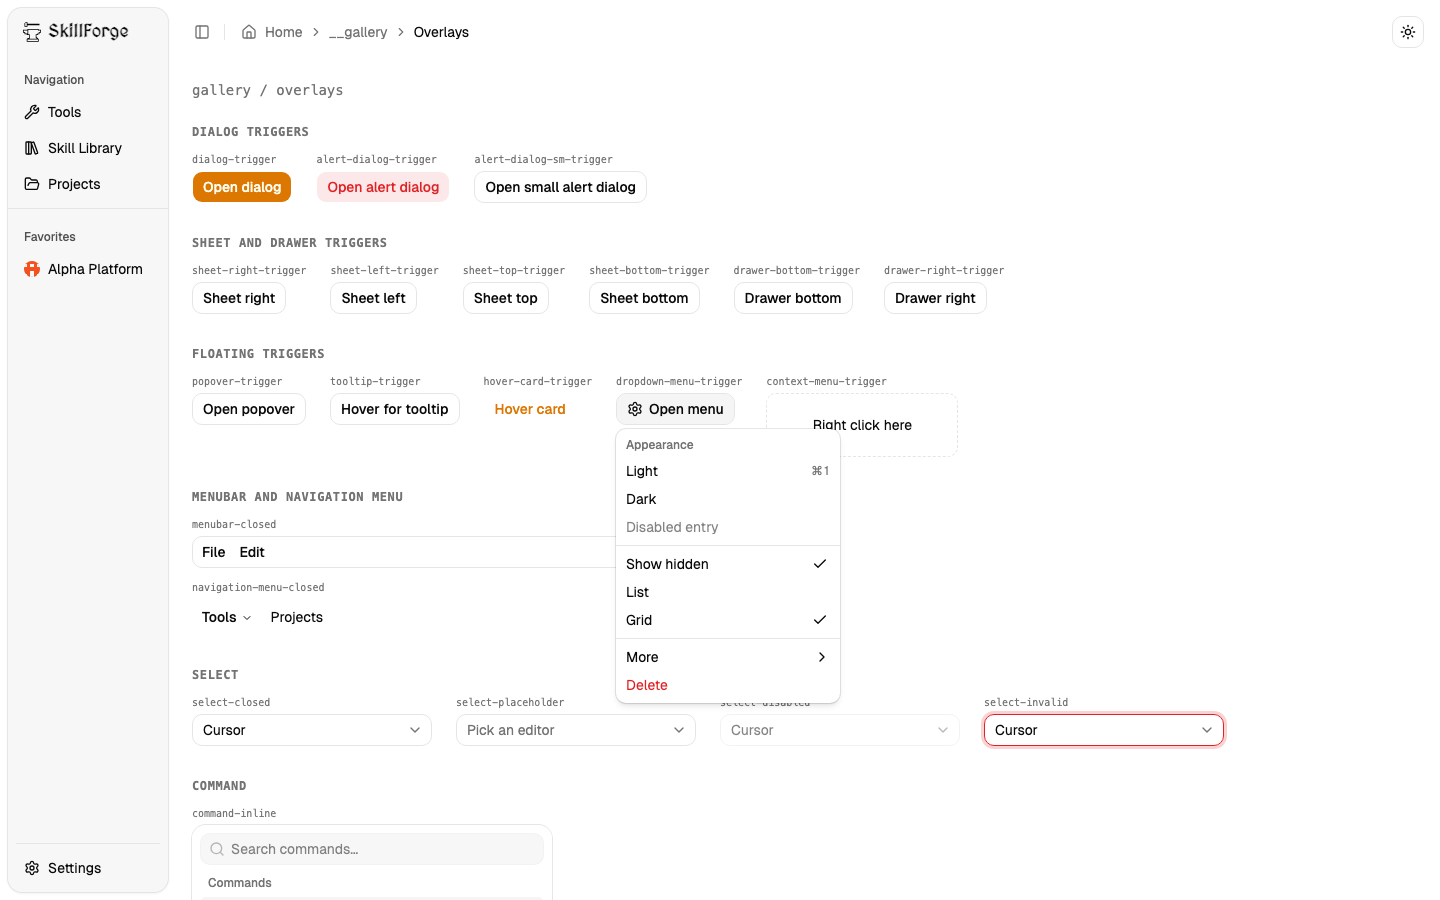 SkillForge
Navigation
Tools
Skill Library
Projects
Favorites
Alpha Platform
Settings
Home > __gallery > Overlays
gallery / overlays
DIALOG TRIGGERS
dialog-trigger alert-dialog-trigger alert-dialog-sm-trigger
Open dialog Open alert dialog Open small alert dialog
SHEET AND DRAWER TRIGGERS
sheet-right-trigger sheet-left-trigger sheet-top-trigger sheet-bottom-trigger drawer-bottom-trigger drawer-right-trigger
Sheet right Sheet left Sheet top Sheet bottom Drawer bottom Drawer right
FLOATING TRIGGERS
popover-trigger tooltip-trigger hover-card-trigger dropdown-menu-trigger context-menu-trigger
Open popover Hover for tooltip Hover card Open menu Right click here
Appearance
Light ⌘1
Dark
Disabled entry
Show hidden
List
Grid
More
Delete
MENUBAR AND NAVIGATION MENU
menubar-closed
File Edit
navigation-menu-closed
Tools Projects
SELECT
select-closed select-placeholder select-disabled select-invalid
Cursor Pick an editor Cursor Cursor
COMMAND
command-inline
Search commands...
Commands